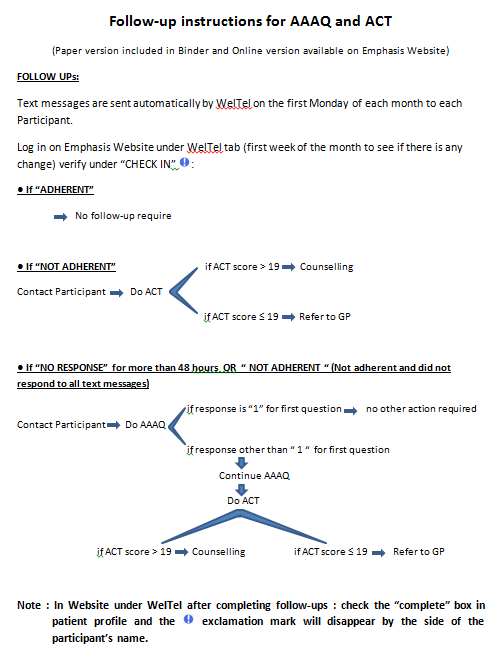 Follow-up instructions for AAAQ and ACT
(Paper version included in Binder and Online version available on Emphasis Website)
FOLLOW UPs:
Text messages are sent automatically by WelTel on the first Monday of each month to each
Participant.
Log in on Emphasis Website under WelTel tab (first week of the month to see if there is any
change) verify under “CHECK IN” ! :
● If “ADHERENT”
No follow-up require
● If “NOT ADHERENT”
if ACT score > 19 Counselling
Contact Participant Do ACT
if ACT score ≤ 19 Refer to GP
● If “NO RESPONSE” for more than 48 hours OR “ NOT ADHERENT “ (Not adherent and did not
respond to all text messages)
if response is “1” for first question no other action required
Contact Participant Do AAAQ
if response other than “ 1 “ for first question
Continue AAAQ
Do ACT
if ACT score > 19 Counselling if ACT score ≤ 19 Refer to GP
Note : In Website under WelTel after completing follow-ups : check the “complete” box in
patient profile and the ! exclamation mark will disappear by the side of the
participant’s name.